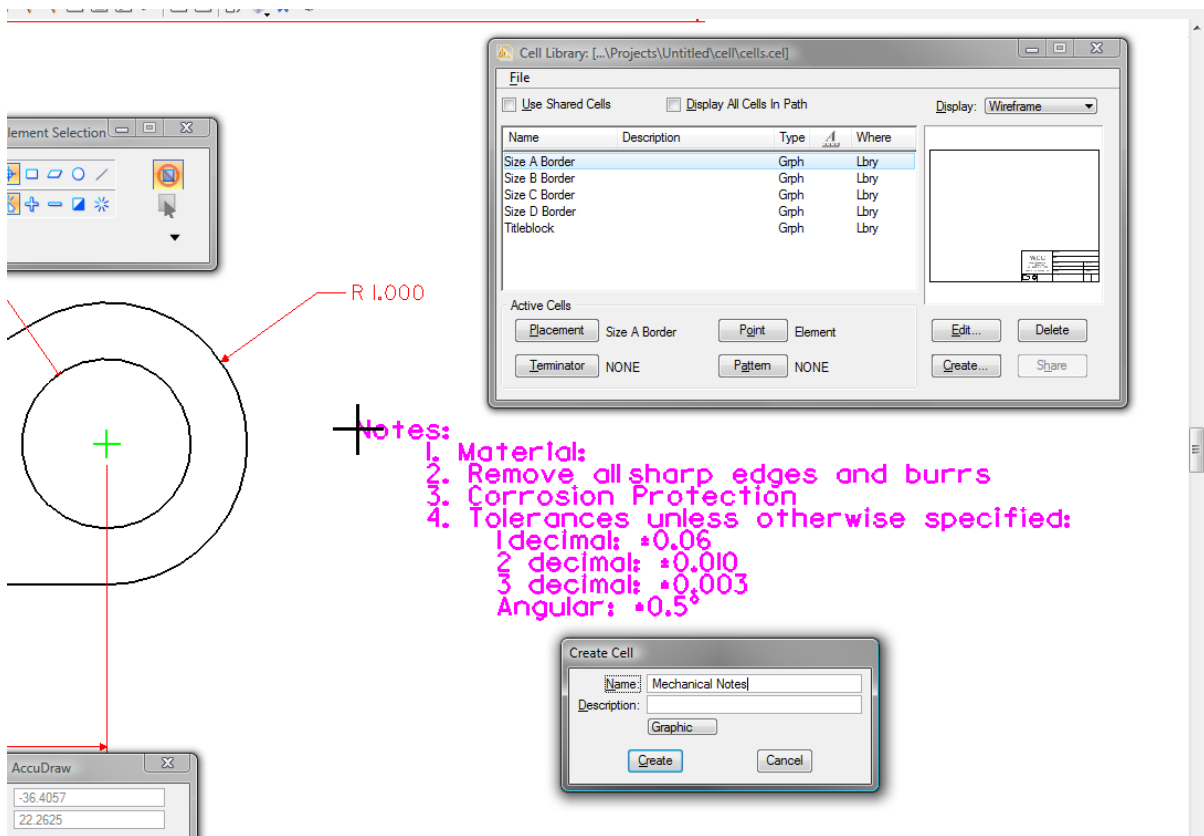 Cell Library: [...\Projects\Untitled\cell\cells.cel]
File
Use Shared Cells
Display All Cells In Path
Display: Wireframe
Name Description Type Where
Size A Border Grph Lbry
Size B Border Grph Lbry
Size C Border Grph Lbry
Size D Border Grph Lbry
Titleblock Grph Lbry
WCC
Active Cells
Placement Size A Border Point Element
Terminator NONE Pattern NONE
Edit... Delete
Create... Share
lement Selection
R 1.000
Notes:
1. Material:
2. Remove all sharp edges and burrs
3. Corrosion Protection
4. Tolerances unless otherwise specified:
1 decimal: ±0.06
2 decimal: ±0.010
3 decimal: ±0.003
Angular: ±0.5°
Create Cell
Name: Mechanical Notes
Description:
Graphic
Create Cancel
AccuDraw
-36.4057
22.2625